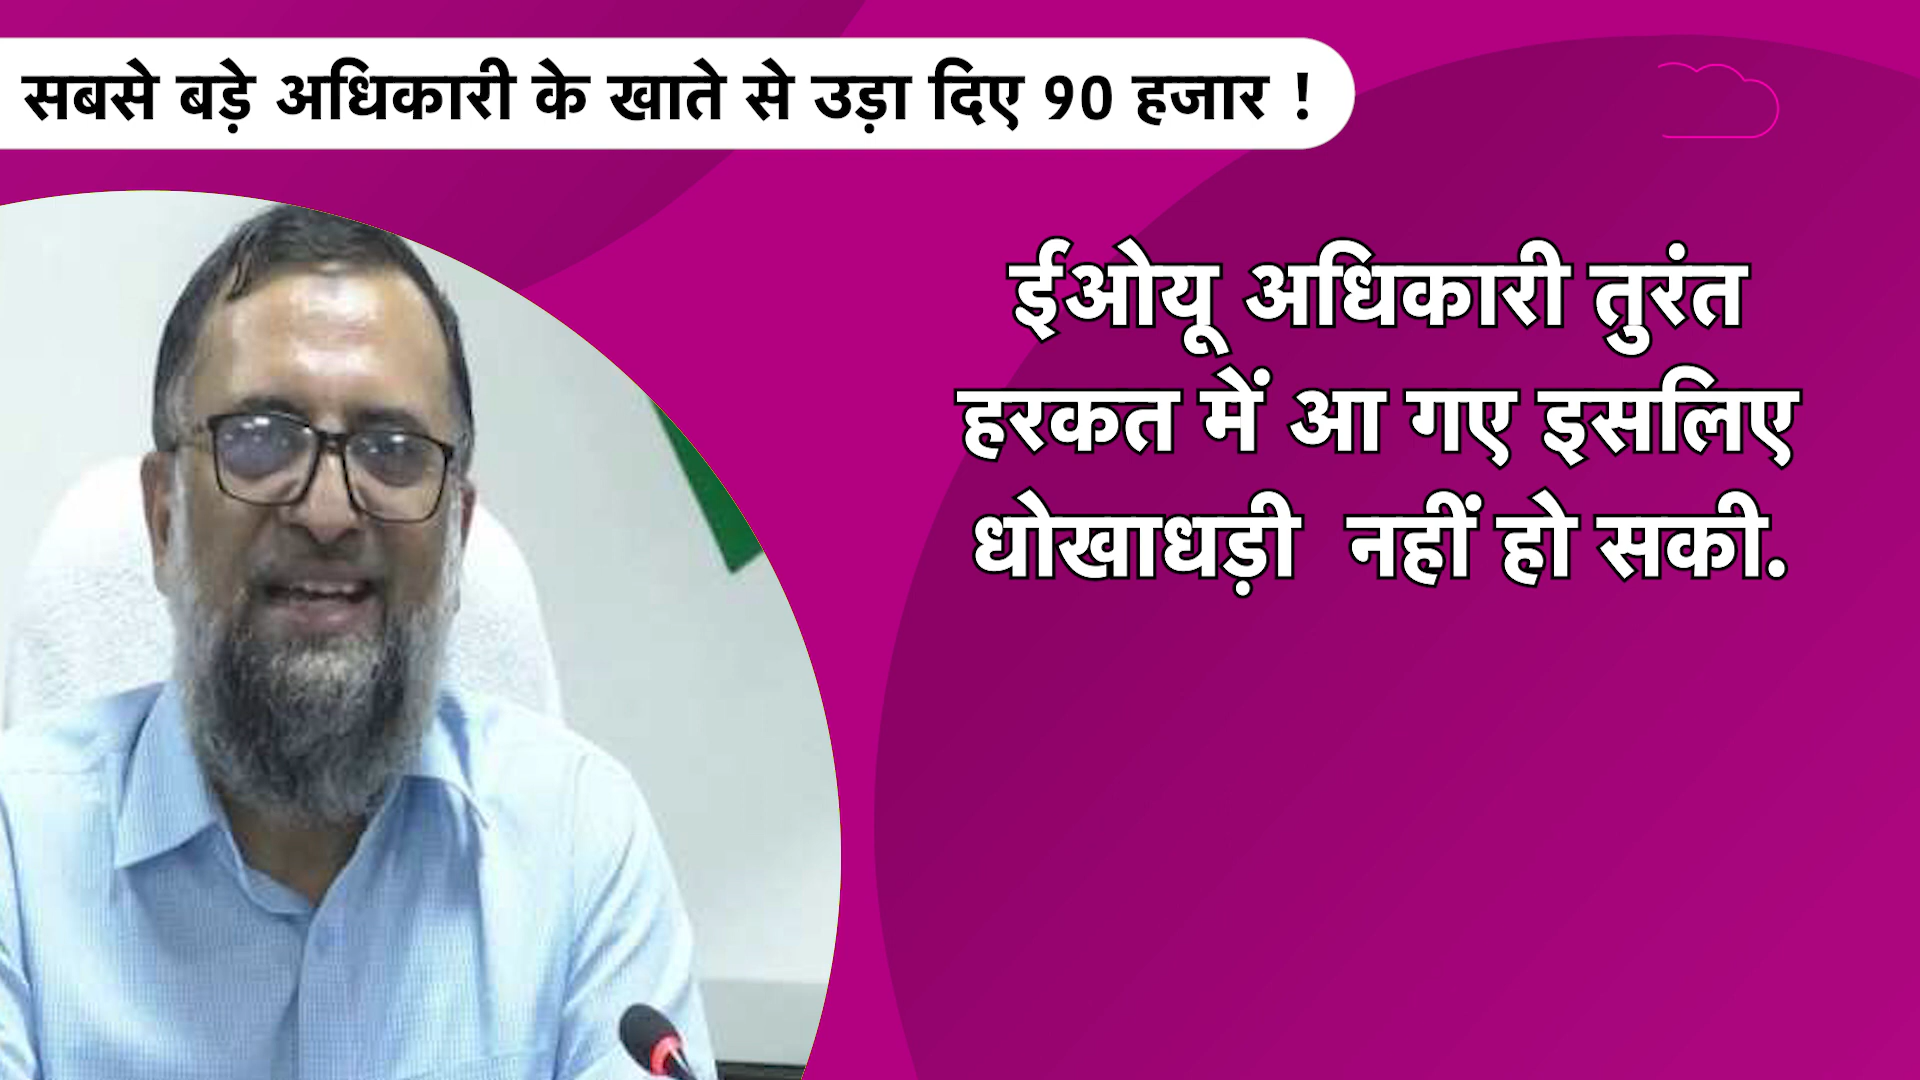 सबसे बड़े अधिकारी के खाते से उड़ा दिए 90 हजार !
ईओयू अधिकारी तुरंत
हरकत में आ गए इसलिए
धोखाधड़ी  नहीं हो सकी.